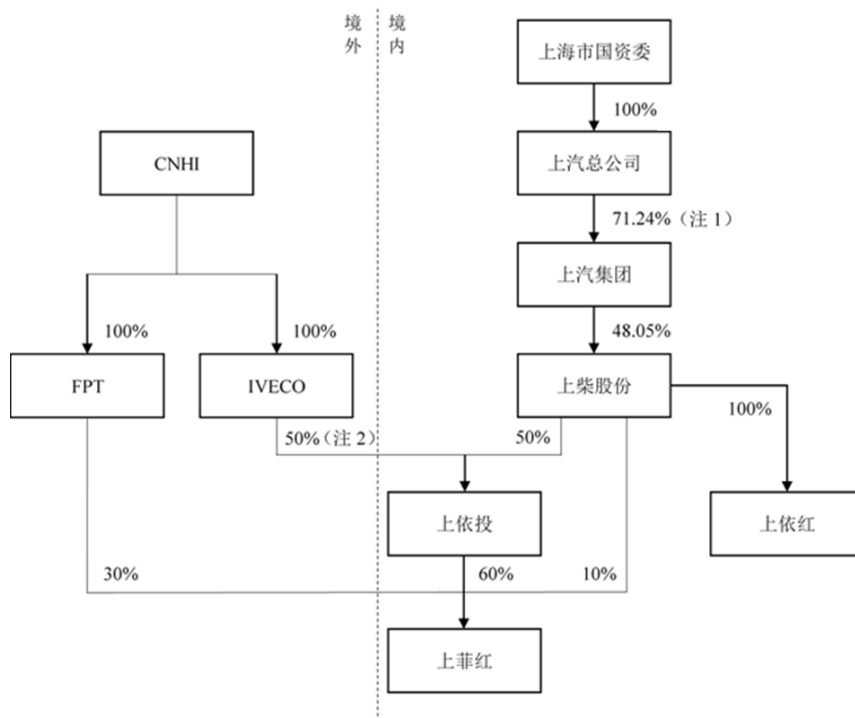 境外
境内
上海市国资委
100%
CNHI
上汽总公司
71.24%（注 1）
上汽集团
100%
100%
48.05%
FPT
IVECO
上柴股份
100%
50%（注 2）
50%
上依投
上依红
30%
60%
10%
上菲红